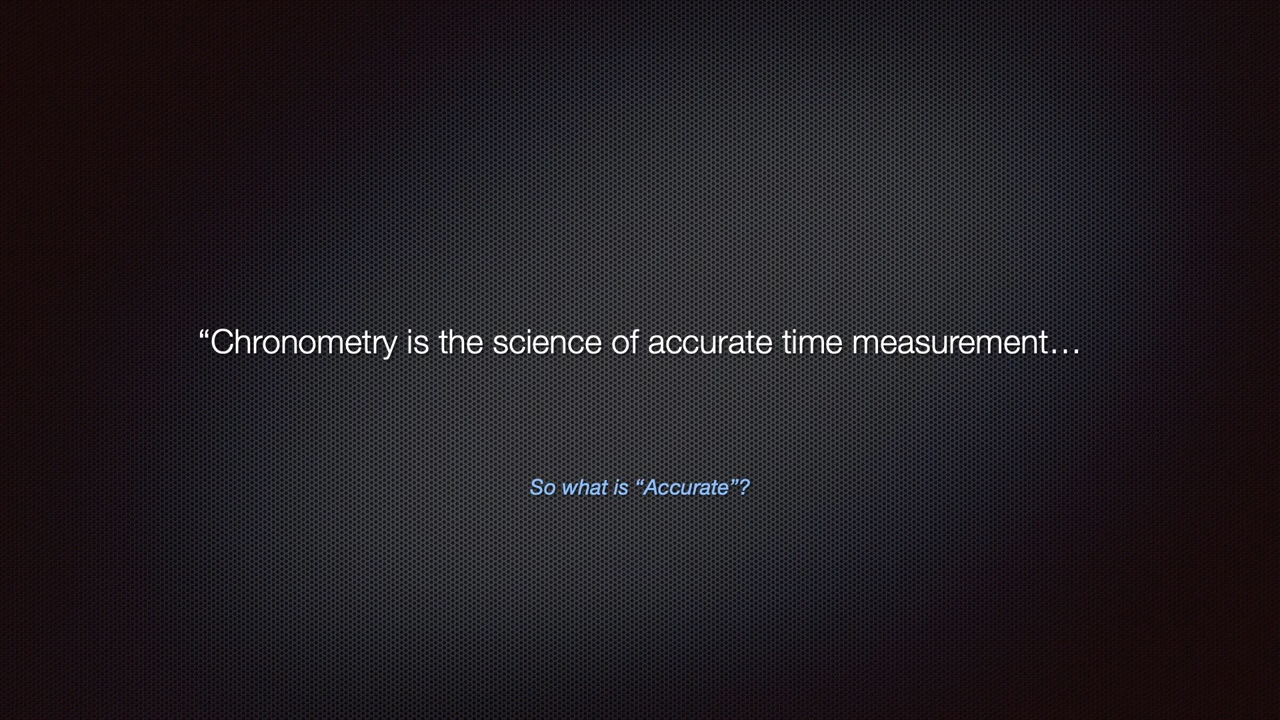 “Chronometry is the science of accurate time measurement…
So what is “Accurate”?